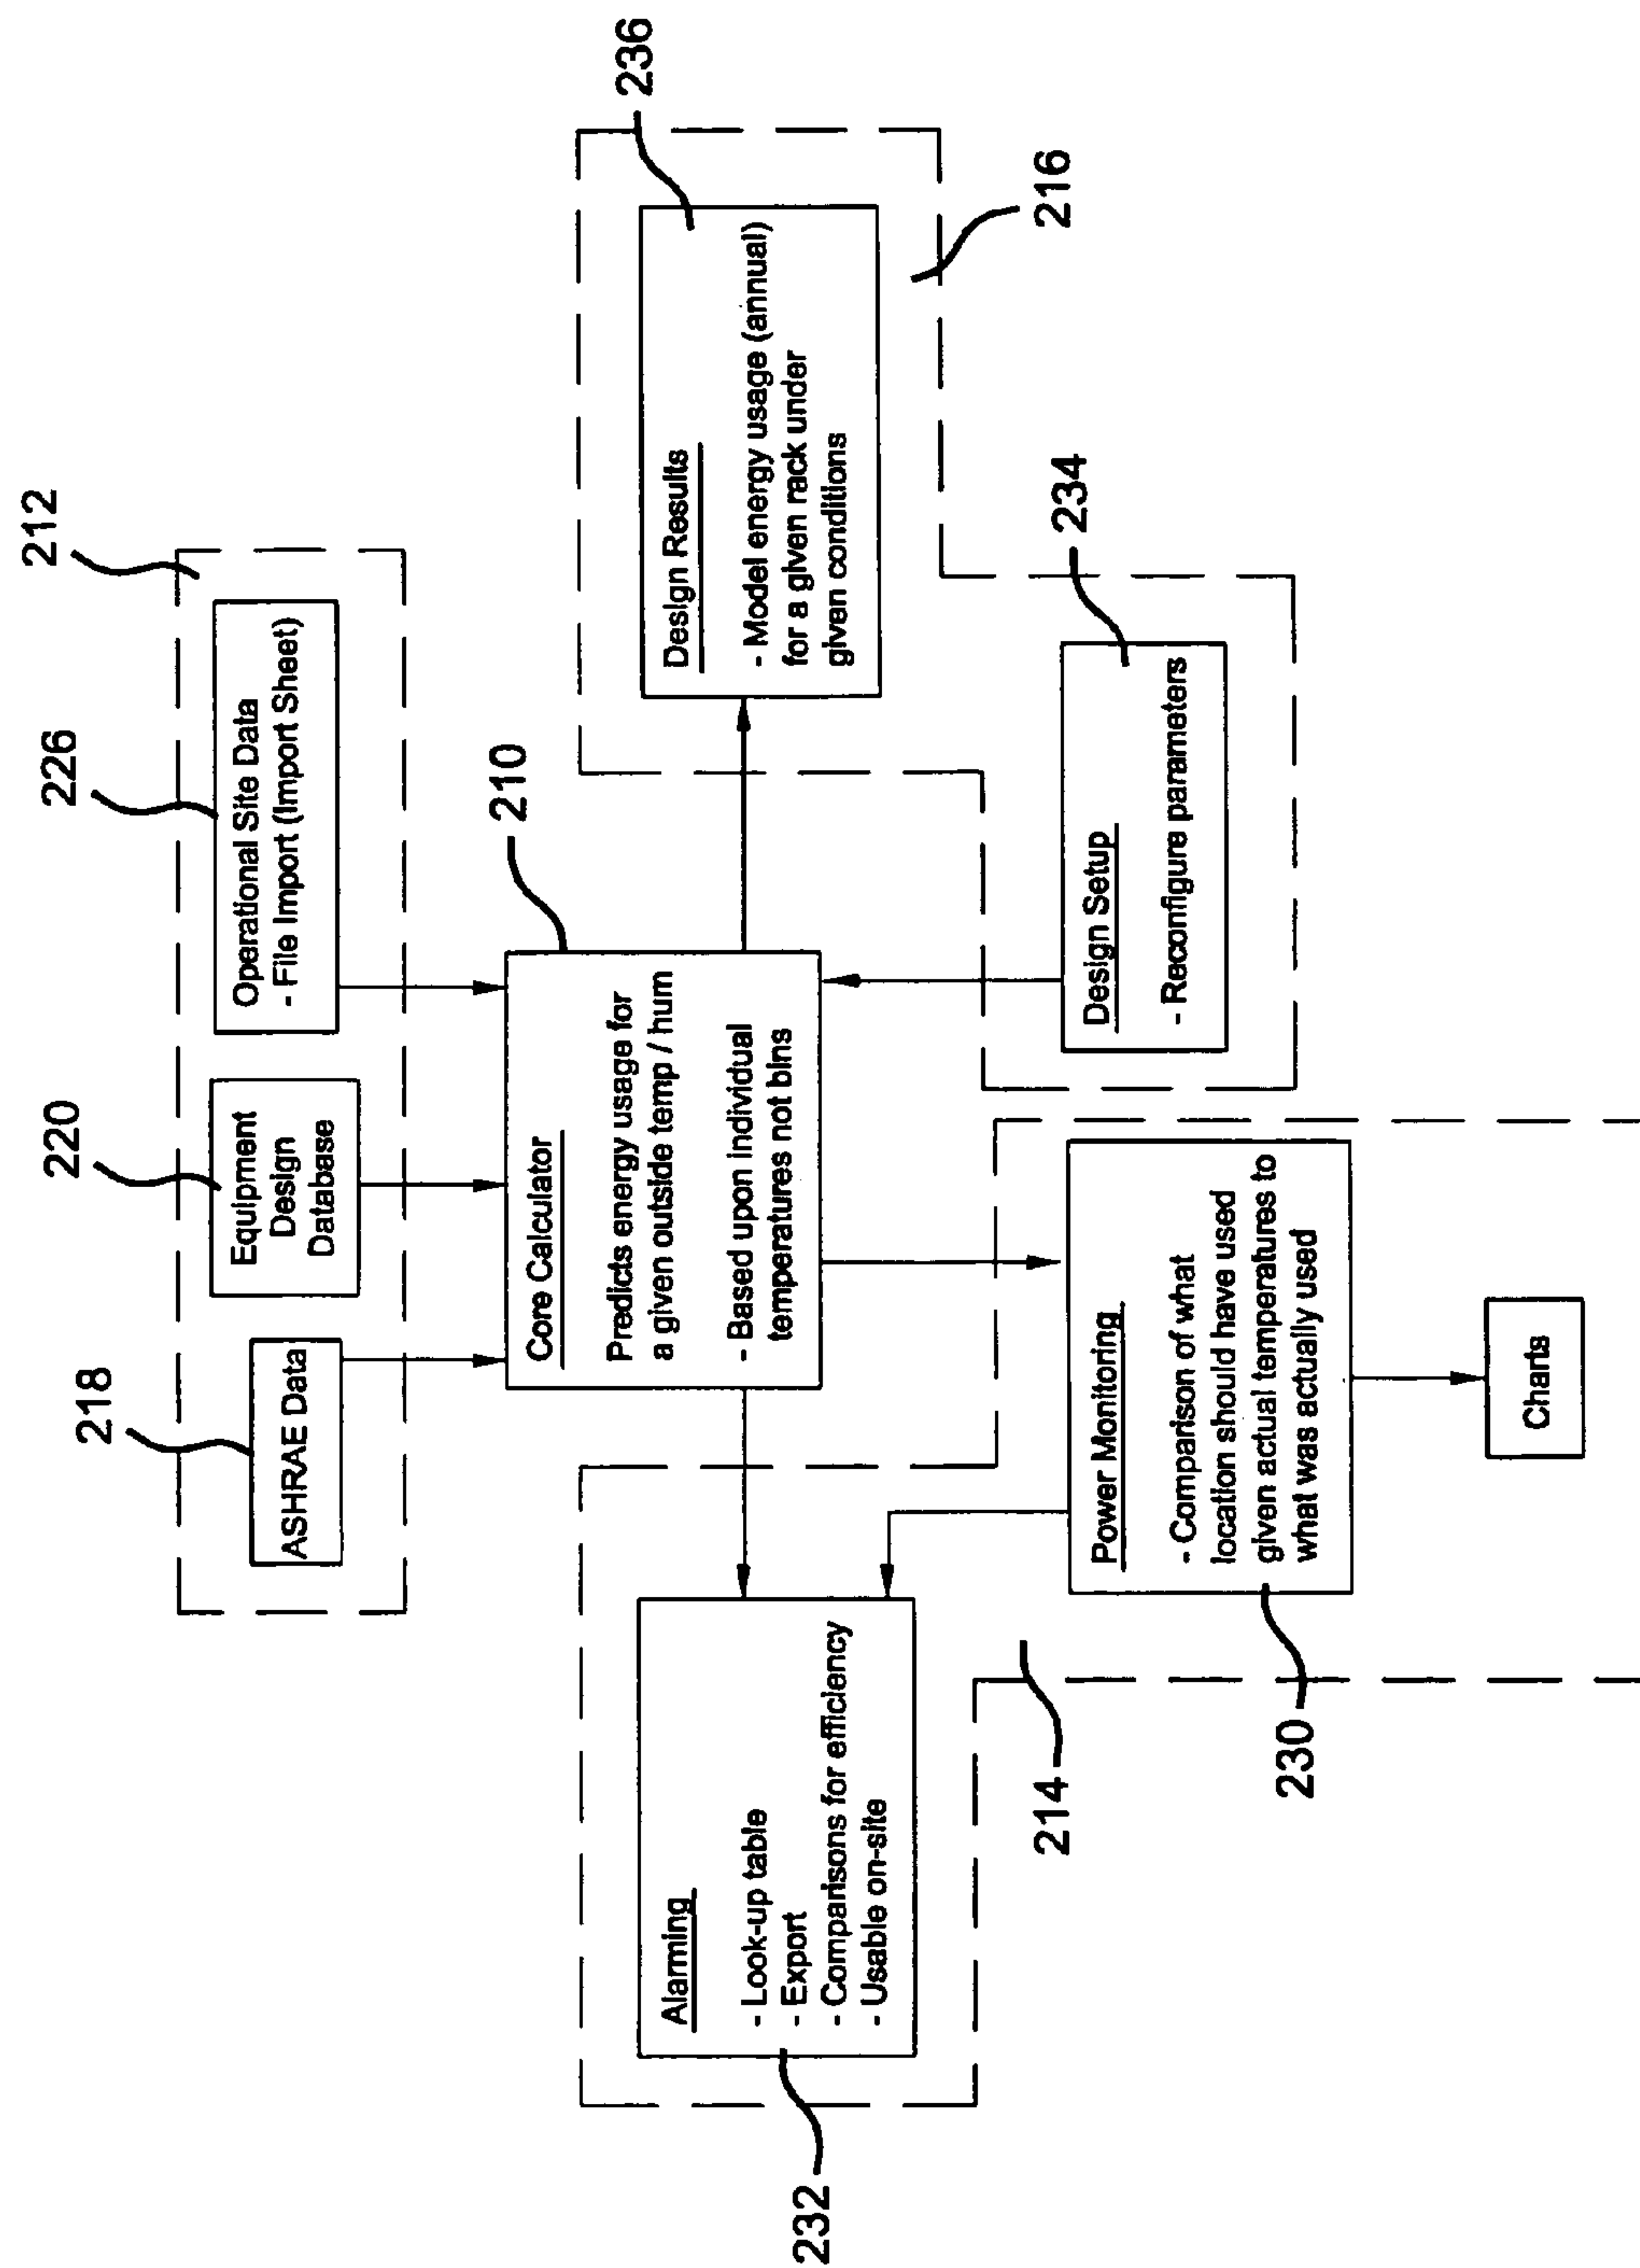 212
218
220
226
ASHRAE Data
Equipment
Design
Database
Operational Site Data
- File Import (Import Sheet)
210
Core Calculator
Predicts energy usage for
a given outside temp / hum
- Based upon individual
temperatures not bins
232
Alarming
- Look-up table
- Export
- Comparisons for efficiency
- Usable on-site
236
Design Results
- Model energy usage (annual)
for a given rack under
given conditions
216
214
230
Power Monitoring
- Comparison of what
location should have used
given actual temperatures to
what was actually used
234
Design Setup
- Reconfigure parameters
Charts